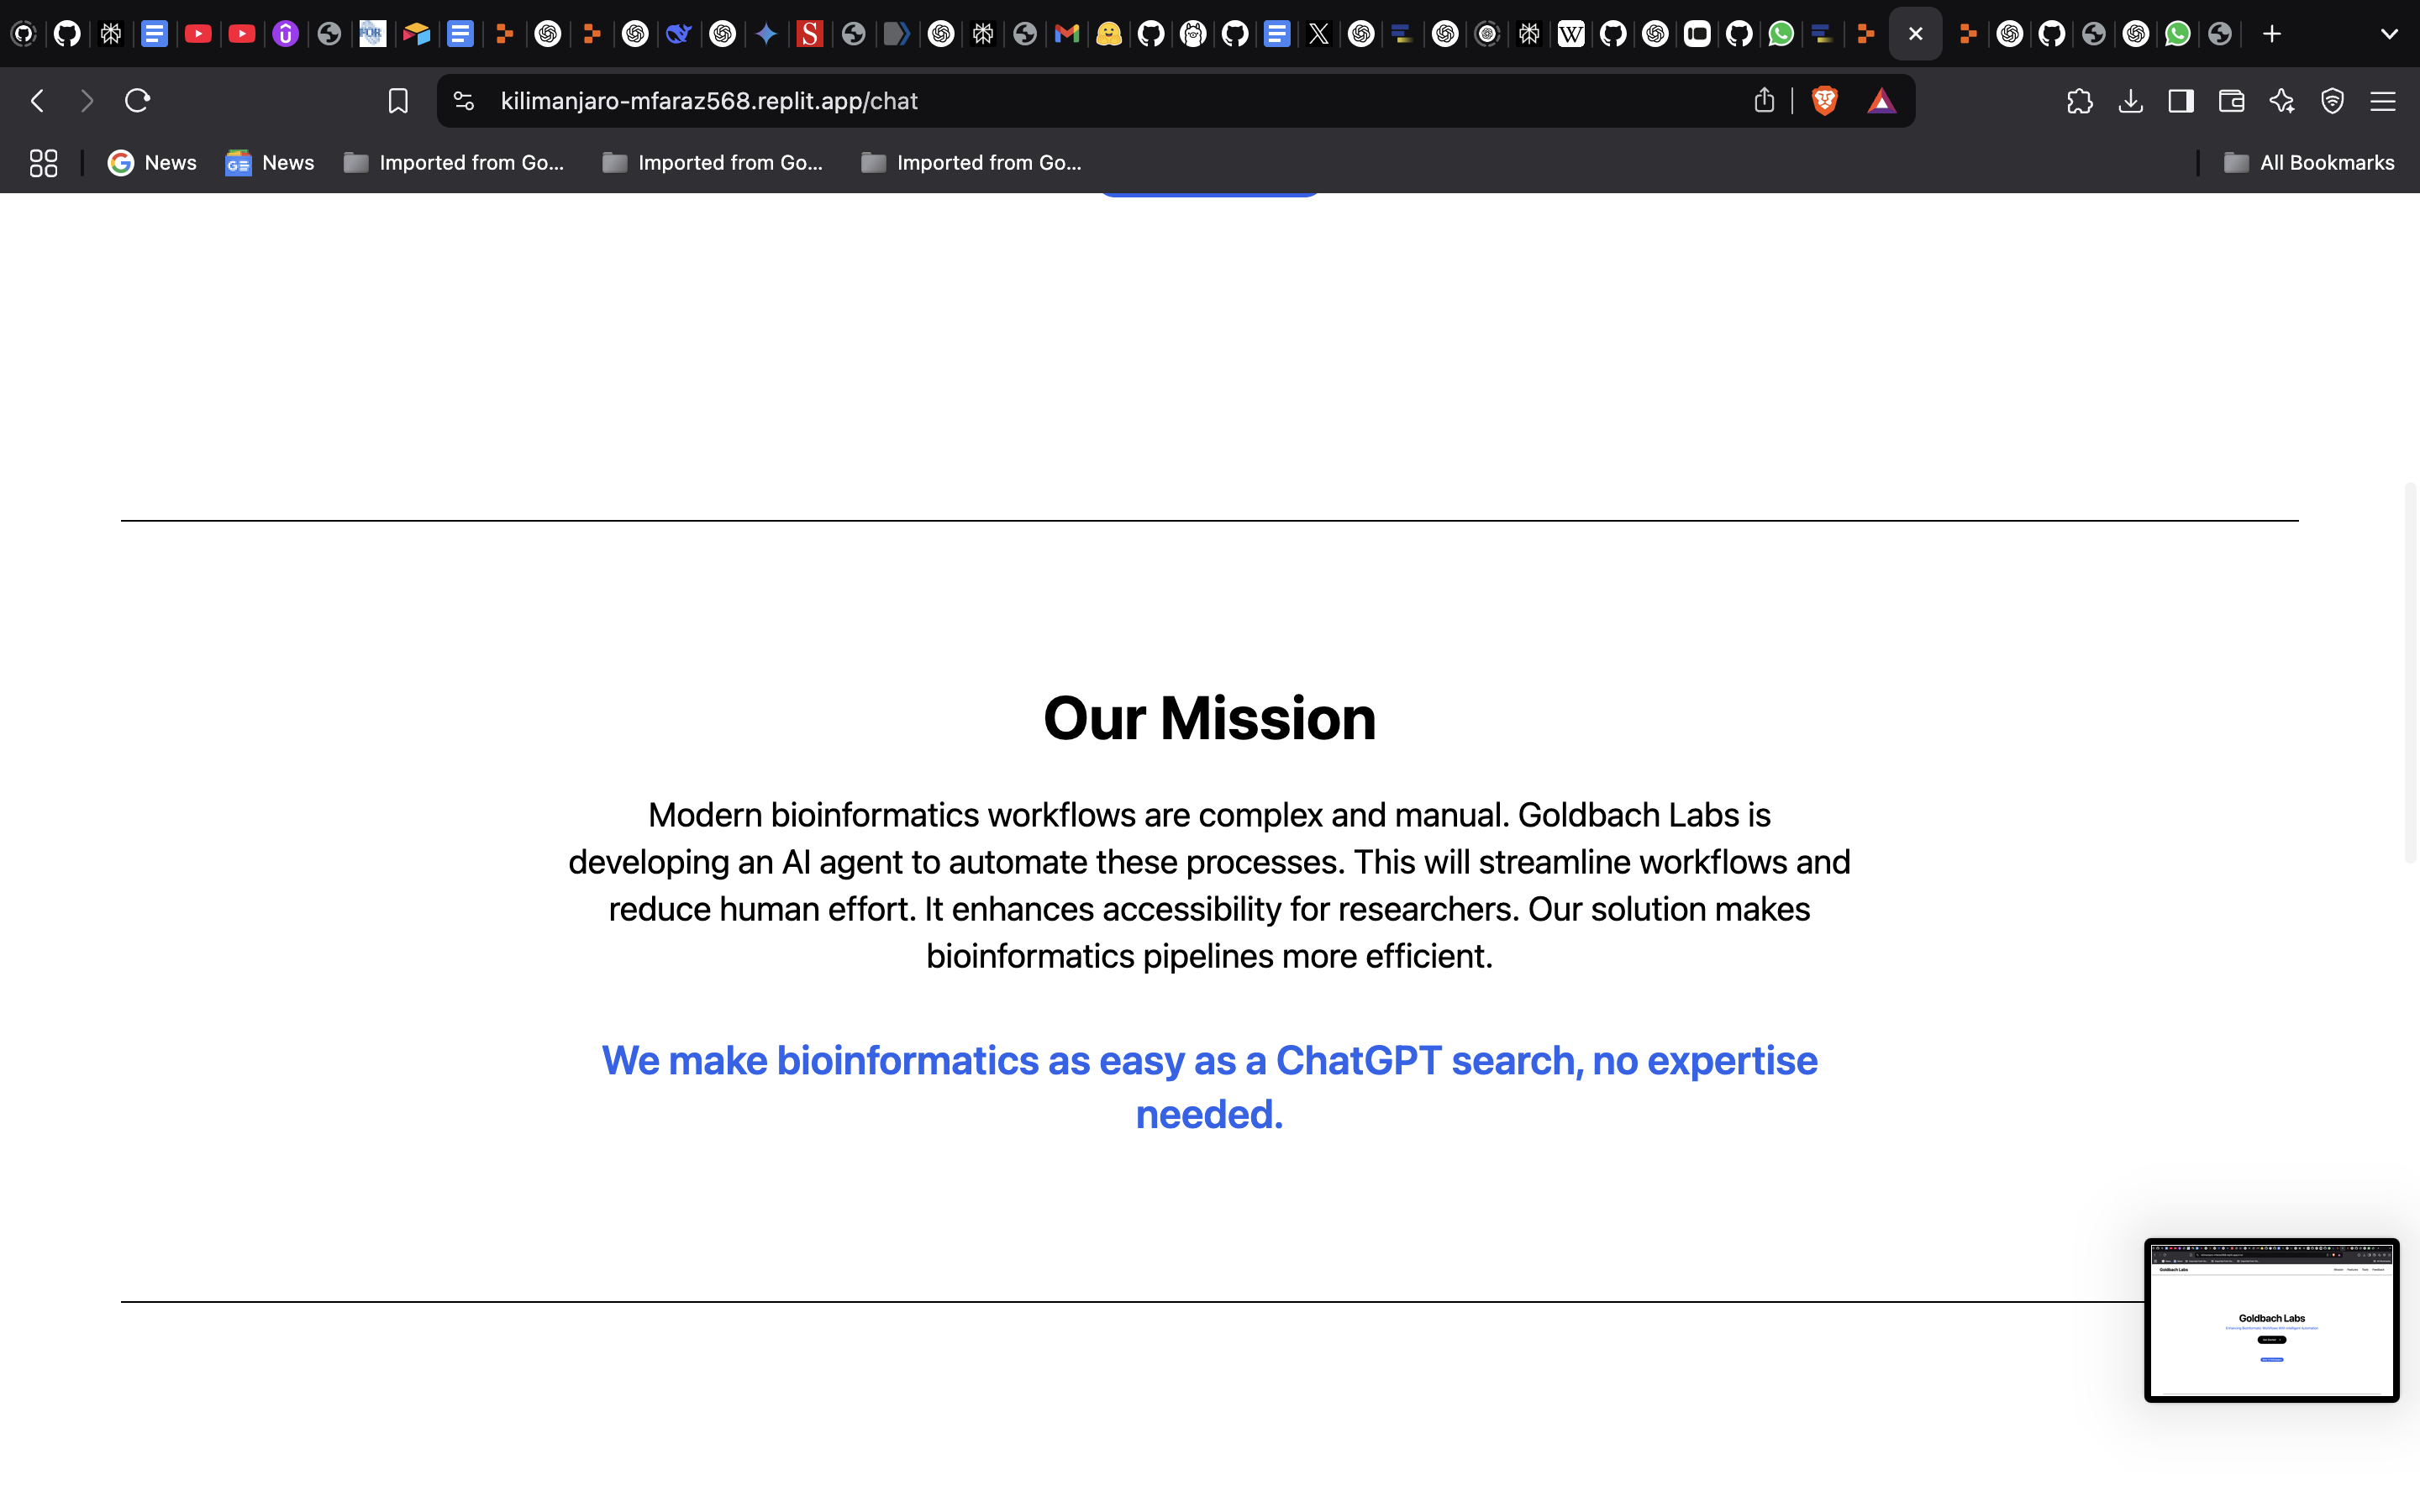 kilimanjaro-mfaraz568.replit.app/chat
News
News
Imported from Go...
Imported from Go...
Imported from Go...
All Bookmarks
Our Mission
Modern bioinformatics workflows are complex and manual. Goldbach Labs is
developing an AI agent to automate these processes. This will streamline workflows and
reduce human effort. It enhances accessibility for researchers. Our solution makes
bioinformatics pipelines more efficient.
We make bioinformatics as easy as a ChatGPT search, no expertise
needed.
Goldbach Labs
Goldbach Labs